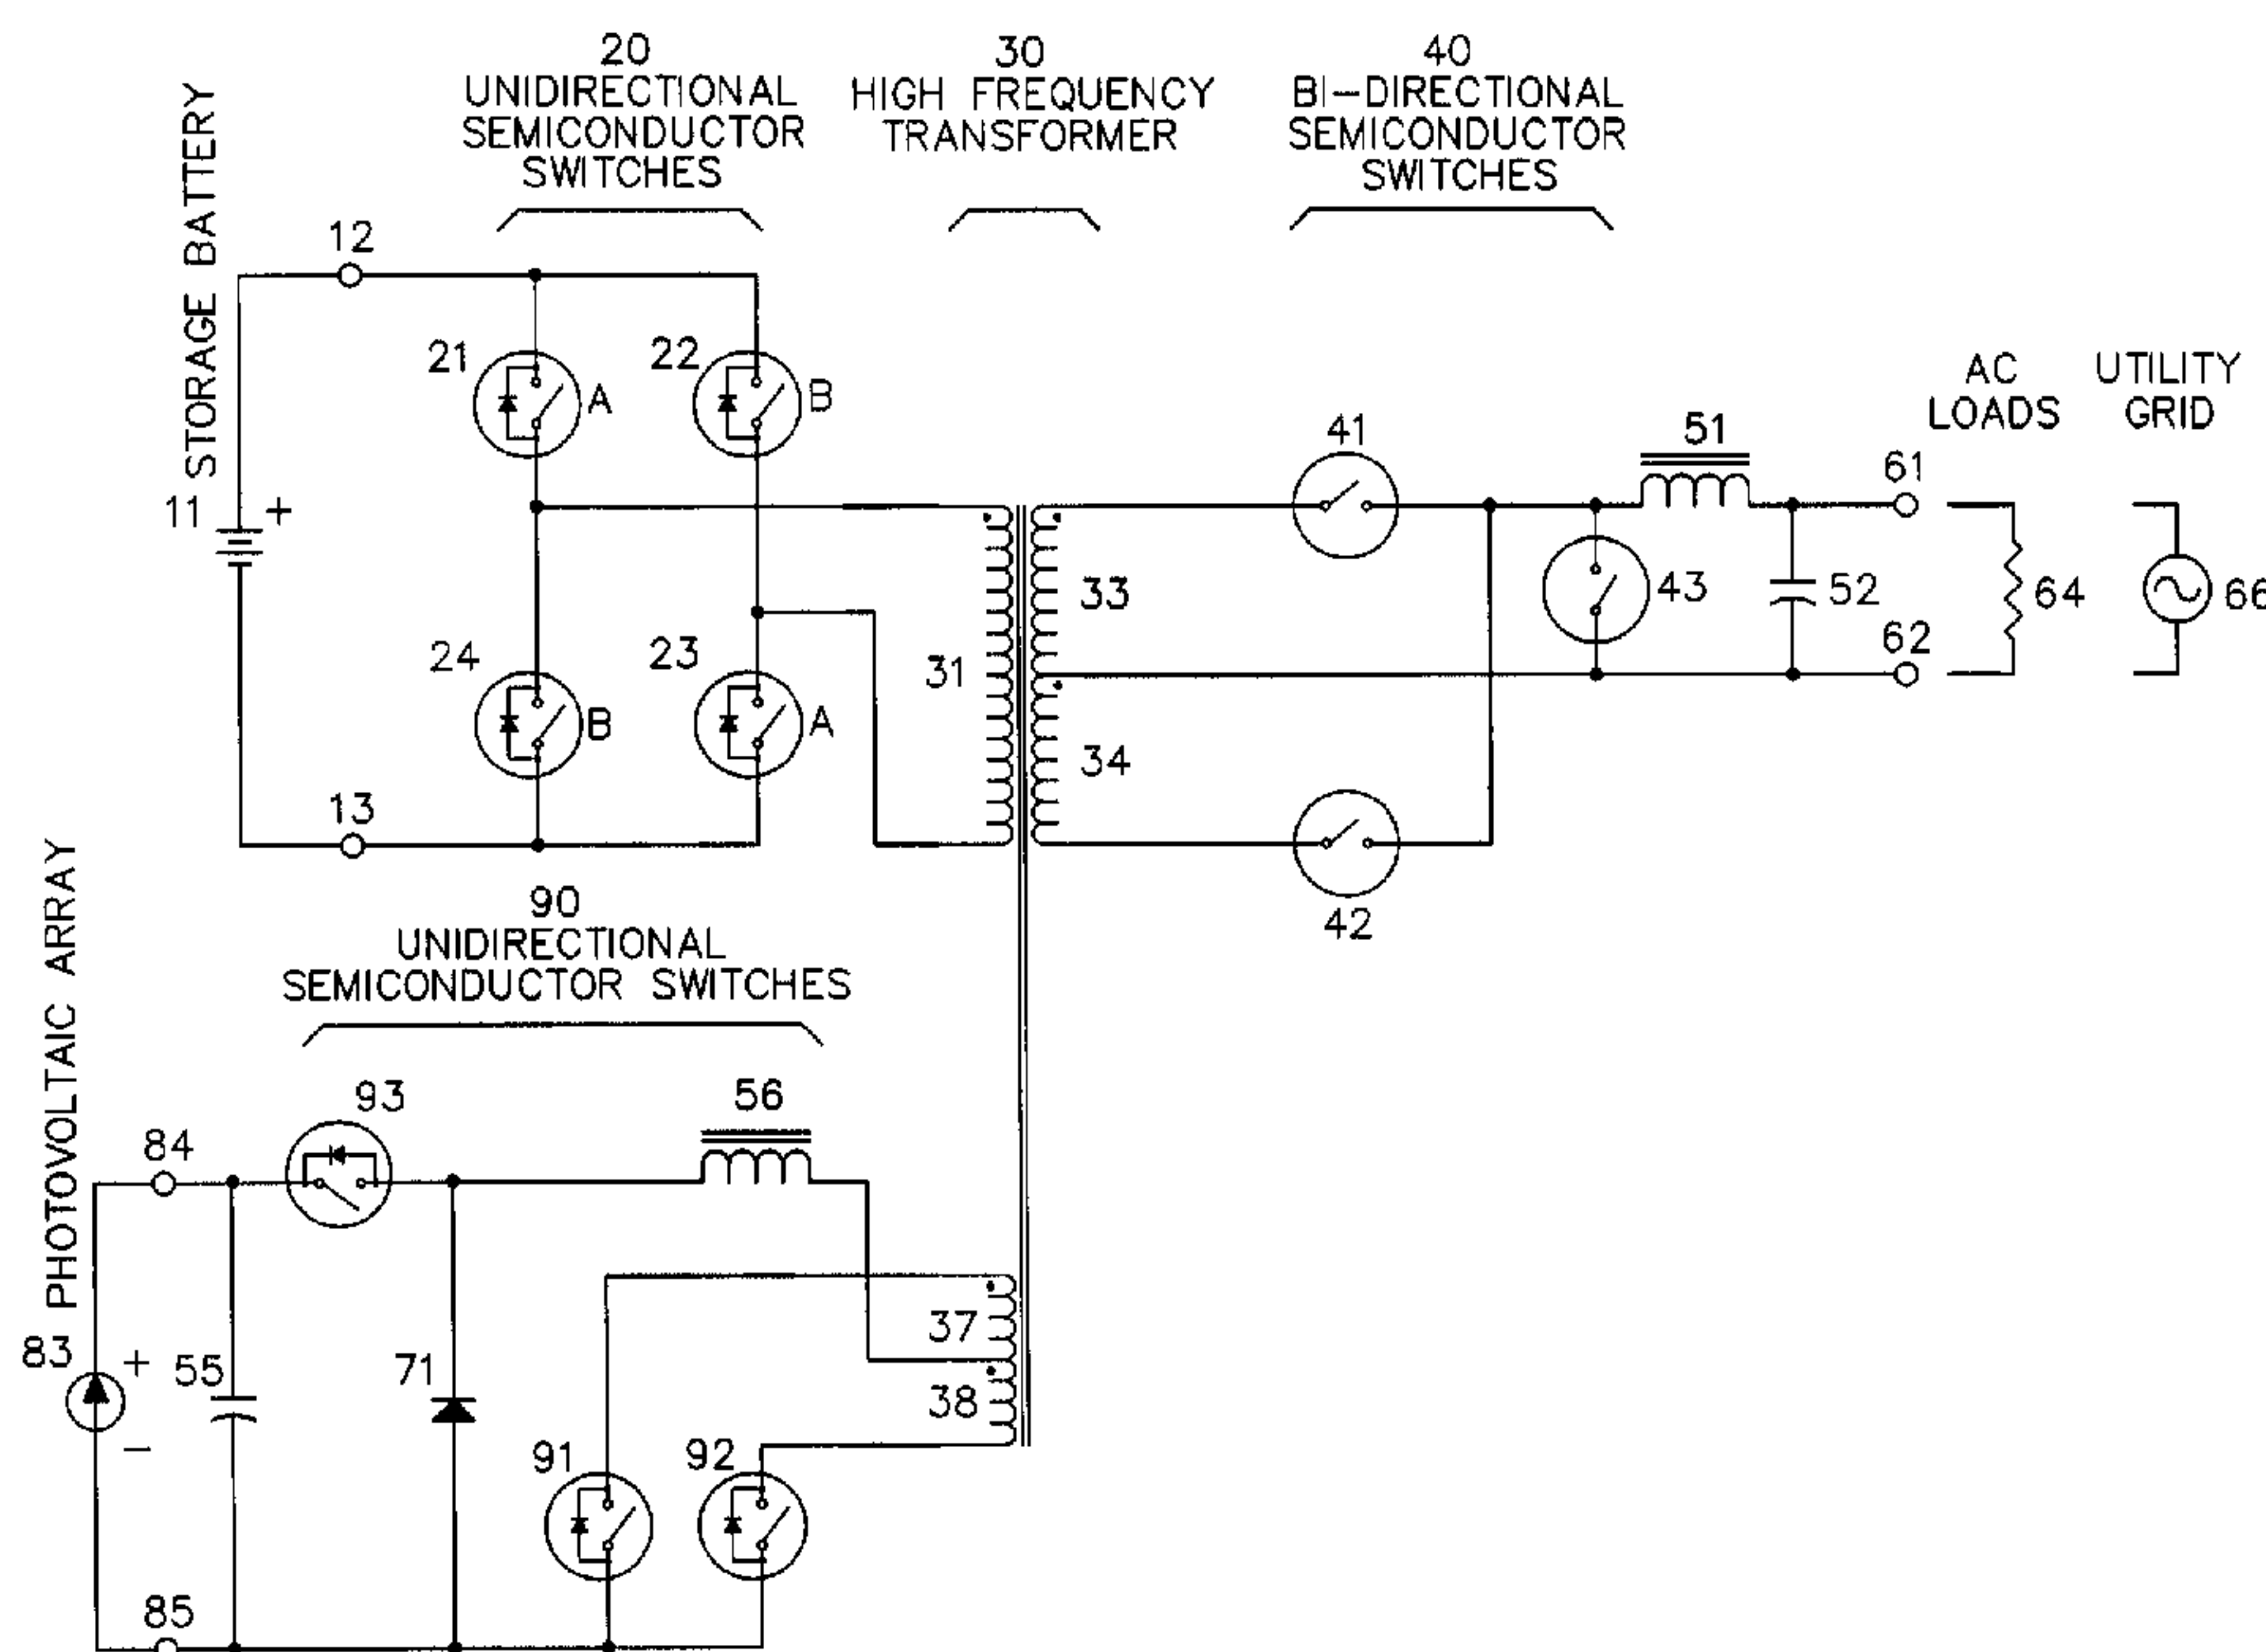 20
UNIDIRECTIONAL
SEMICONDUCTOR
SWITCHES
30
HIGH FREQUENCY
TRANSFORMER
40
BI-DIRECTIONAL
SEMICONDUCTOR
SWITCHES
STORAGE BATTERY
12
21
A
22
B
11
+
24
B
23
A
13
31
33
34
41
42
43
51
52
61
62
AC
LOADS
UTILITY
GRID
64
66
90
UNIDIRECTIONAL
SEMICONDUCTOR SWITCHES
PHOTOVOLTAIC ARRAY
84
93
56
83
+
−
55
71
37
38
91
92
85